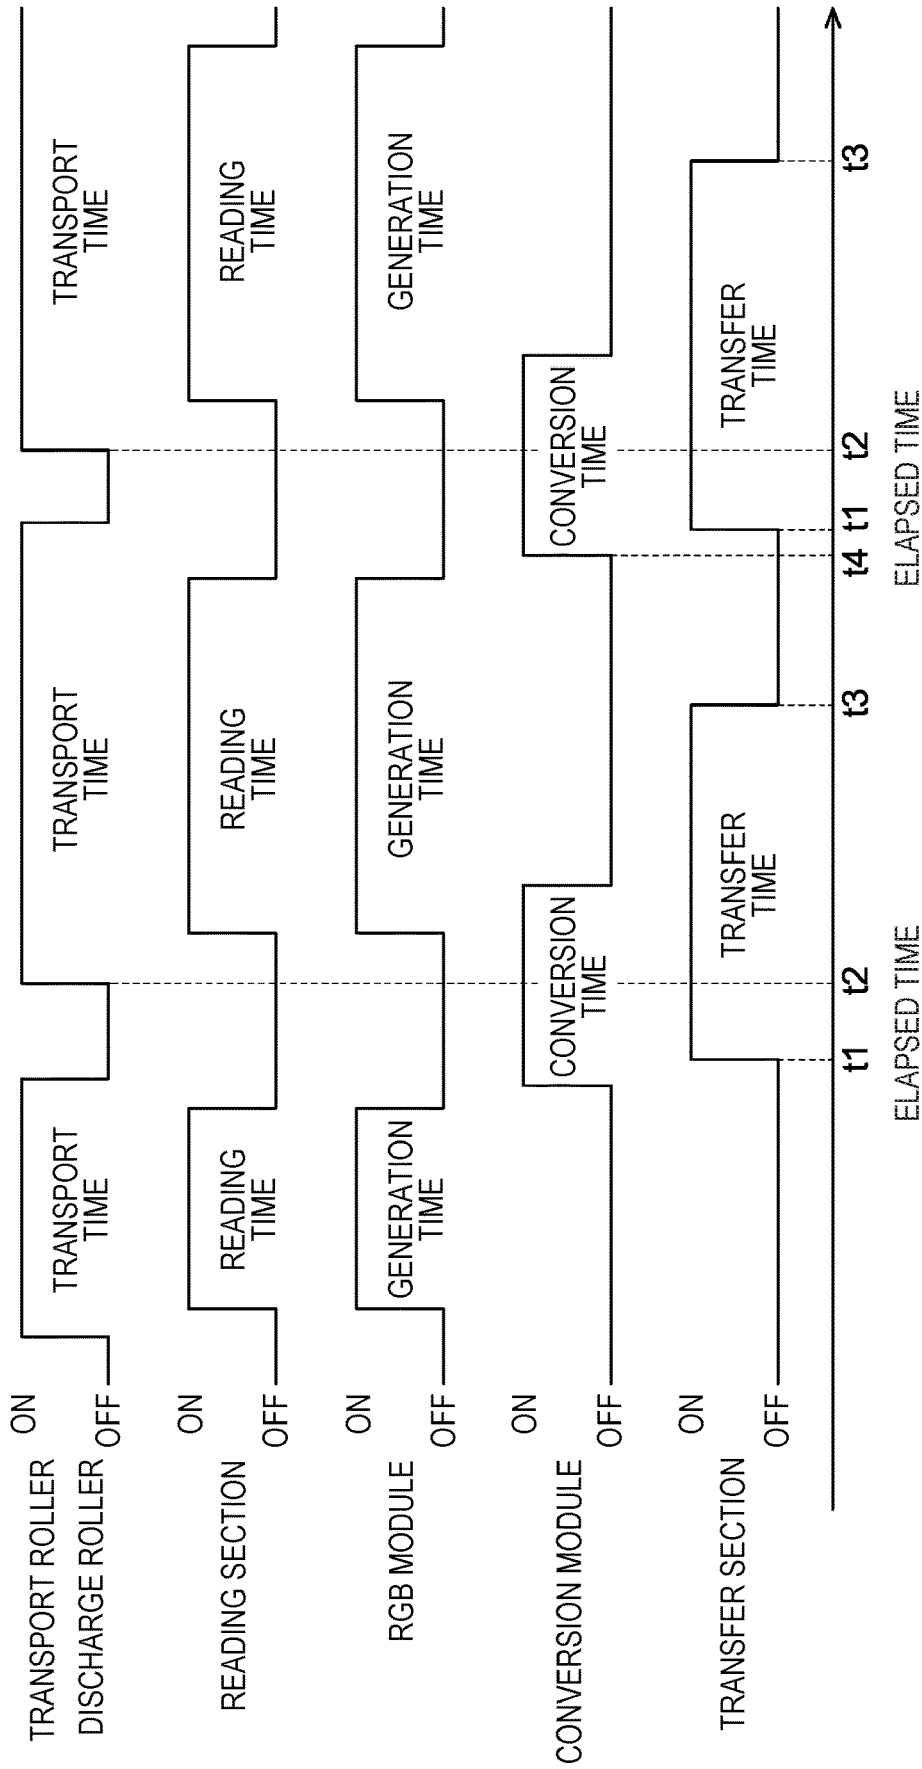 TRANSPORT ROLLER
DISCHARGE ROLLER
ON
OFF
TRANSPORT
TIME
TRANSPORT
TIME
TRANSPORT
TIME
READING SECTION
ON
OFF
READING
TIME
READING
TIME
READING
TIME
RGB MODULE
ON
OFF
GENERATION
TIME
GENERATION
TIME
GENERATION
TIME
CONVERSION MODULE
ON
OFF
CONVERSION
TIME
CONVERSION
TIME
TRANSFER SECTION
ON
OFF
TRANSFER
TIME
TRANSFER
TIME
t1 t2 t3 t4 t1 t2 t3
ELAPSED TIME ELAPSED TIME